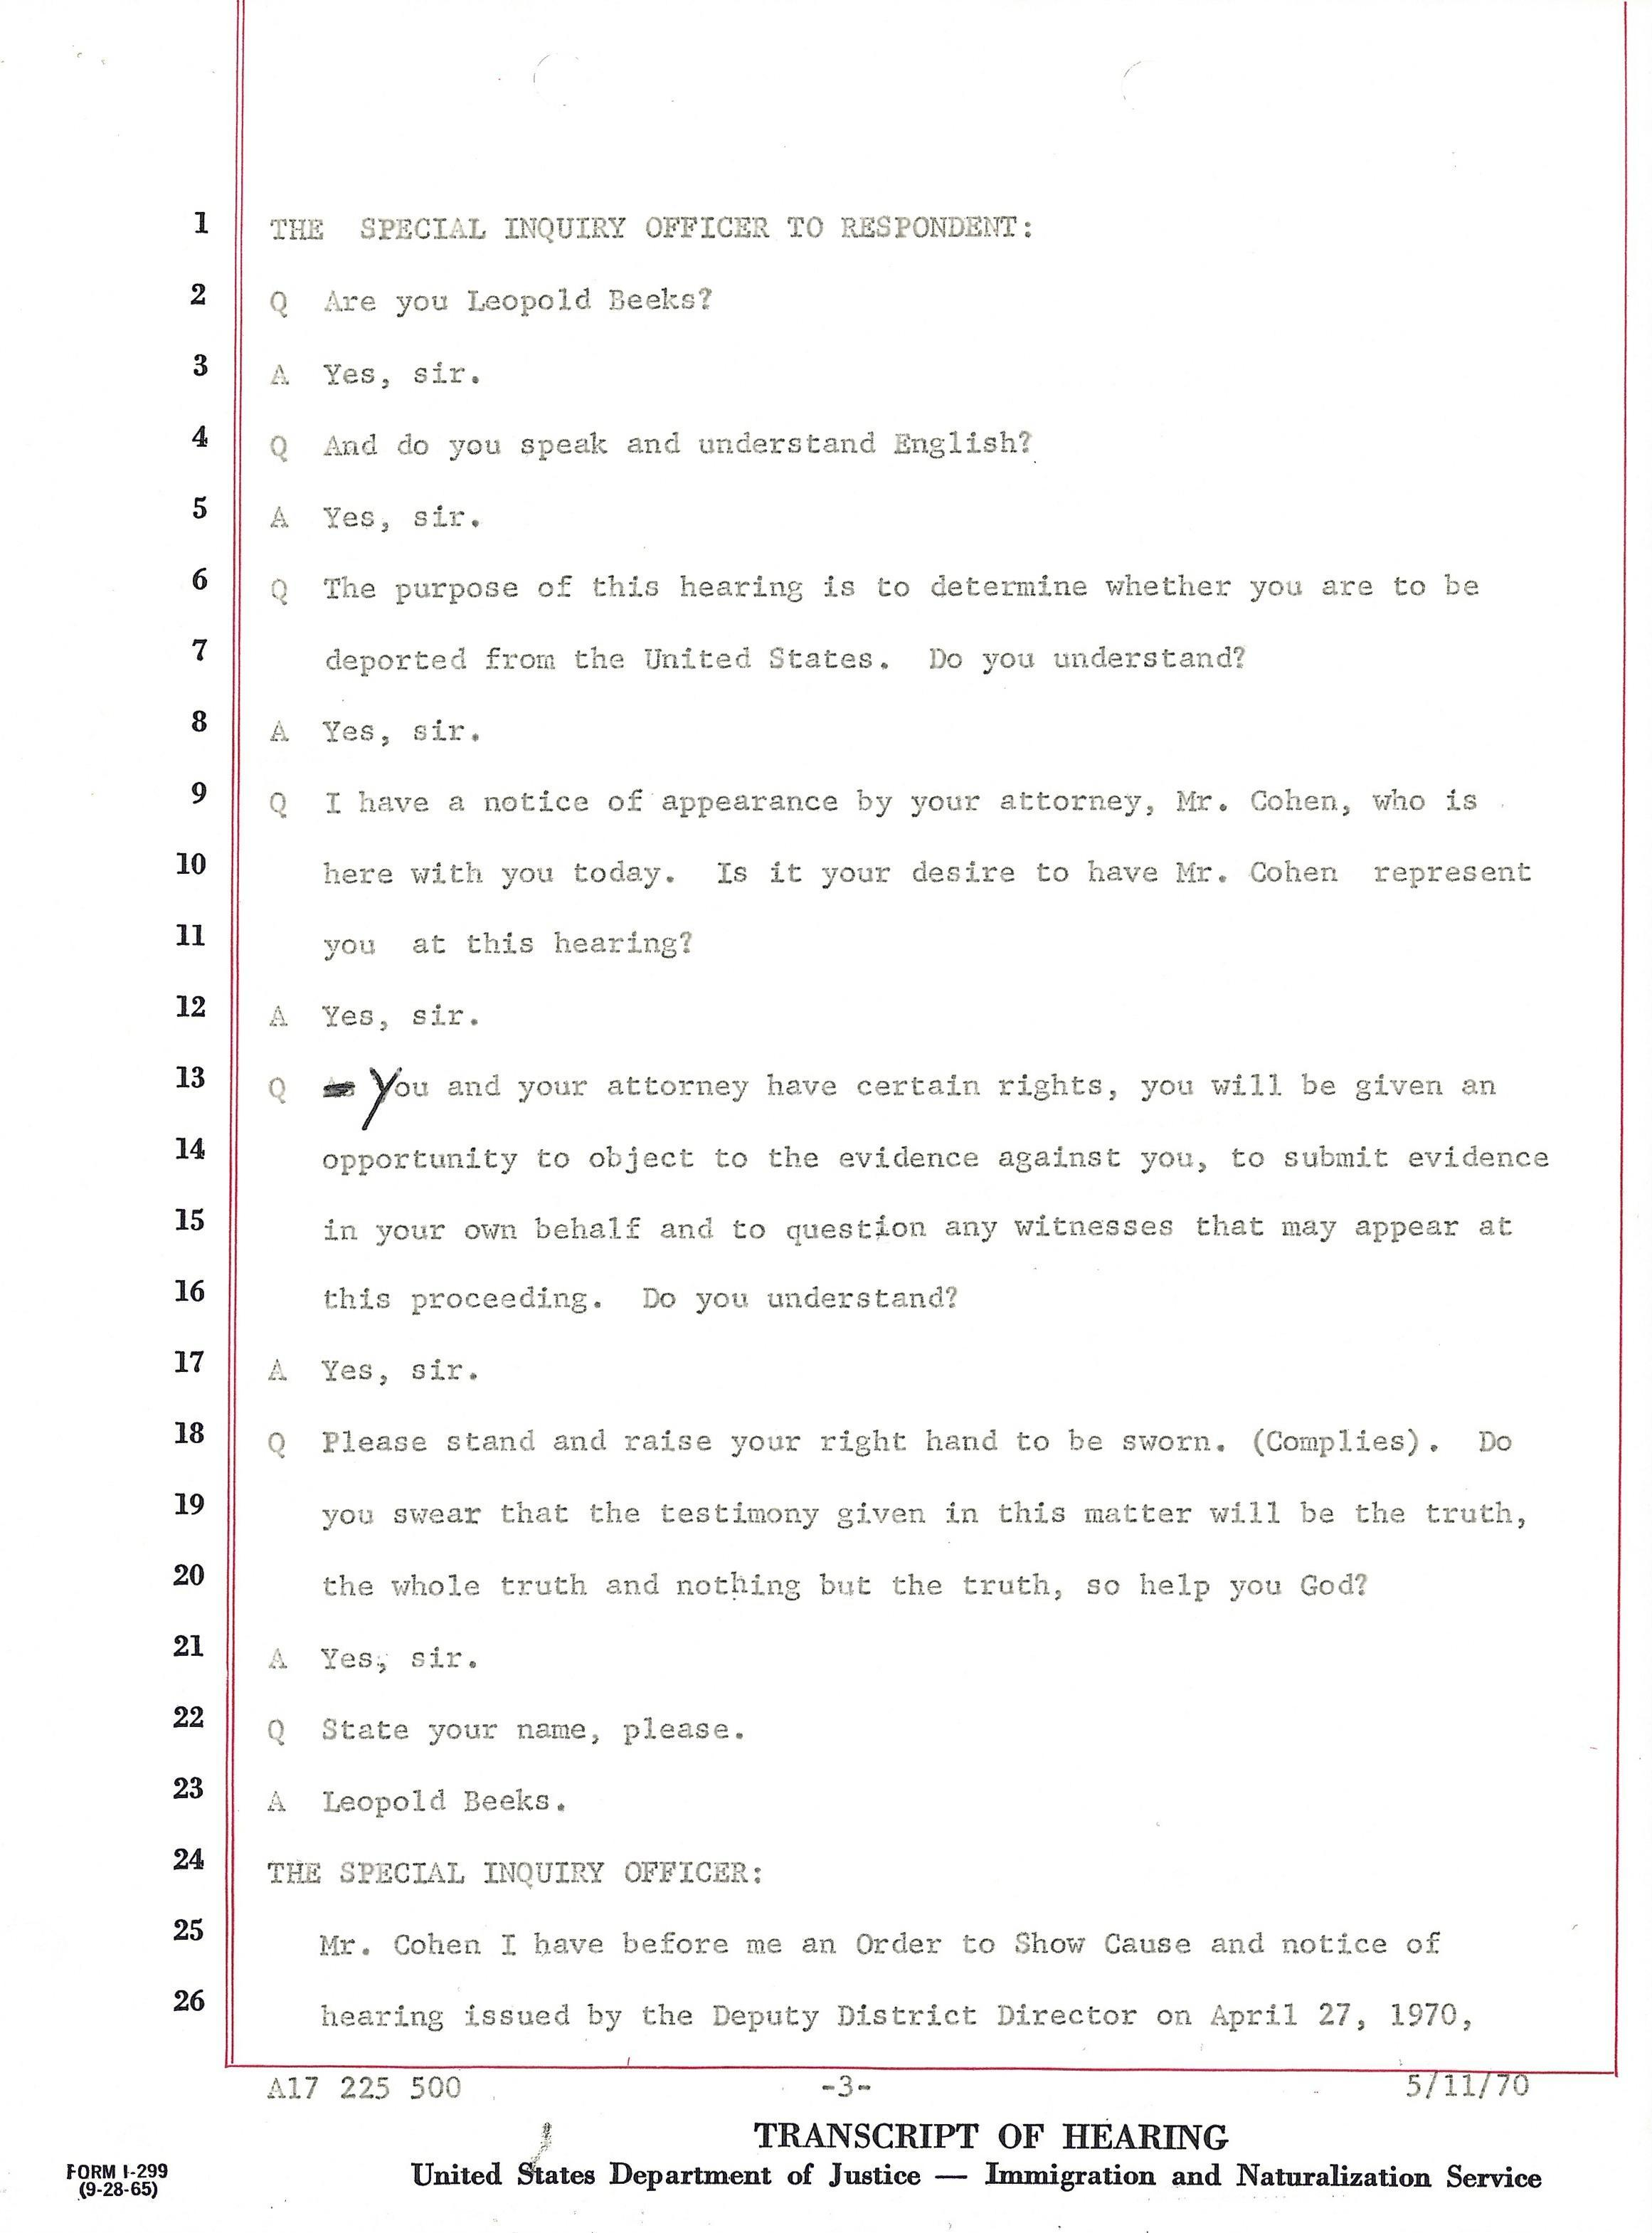 1 THE SPECIAL INQUIRY OFFICER TO RESPONDENT:
2 Q Are you Leopold Beeks?
3 A Yes, sir.
4 Q And do you speak and understand English?
5 A Yes, sir.
6 Q The purpose of this hearing is to determine whether you are to be
7 deported from the United States. Do you understand?
8 A Yes, sir.
9 Q I have a notice of appearance by your attorney, Mr. Cohen, who is
10 here with you today. Is it your desire to have Mr. Cohen represent
11 you at this hearing?
12 A Yes, sir.
13 Q You and your attorney have certain rights, you will be given an
14 opportunity to object to the evidence against you, to submit evidence
15 in your own behalf and to question any witnesses that may appear at
16 this proceeding. Do you understand?
17 A Yes, sir.
18 Q Please stand and raise your right hand to be sworn. (Complies). Do
19 you swear that the testimony given in this matter will be the truth,
20 the whole truth and nothing but the truth, so help you God?
21 A Yes, sir.
22 Q State your name, please.
23 A Leopold Beeks.
24 THE SPECIAL INQUIRY OFFICER:
25 Mr. Cohen I have before me an Order to Show Cause and notice of
26 hearing issued by the Deputy District Director on April 27, 1970,
A17 225 500 -3- 5/11/70
TRANSCRIPT OF HEARING
United States Department of Justice — Immigration and Naturalization Service
FORM I-299
(9-28-65)